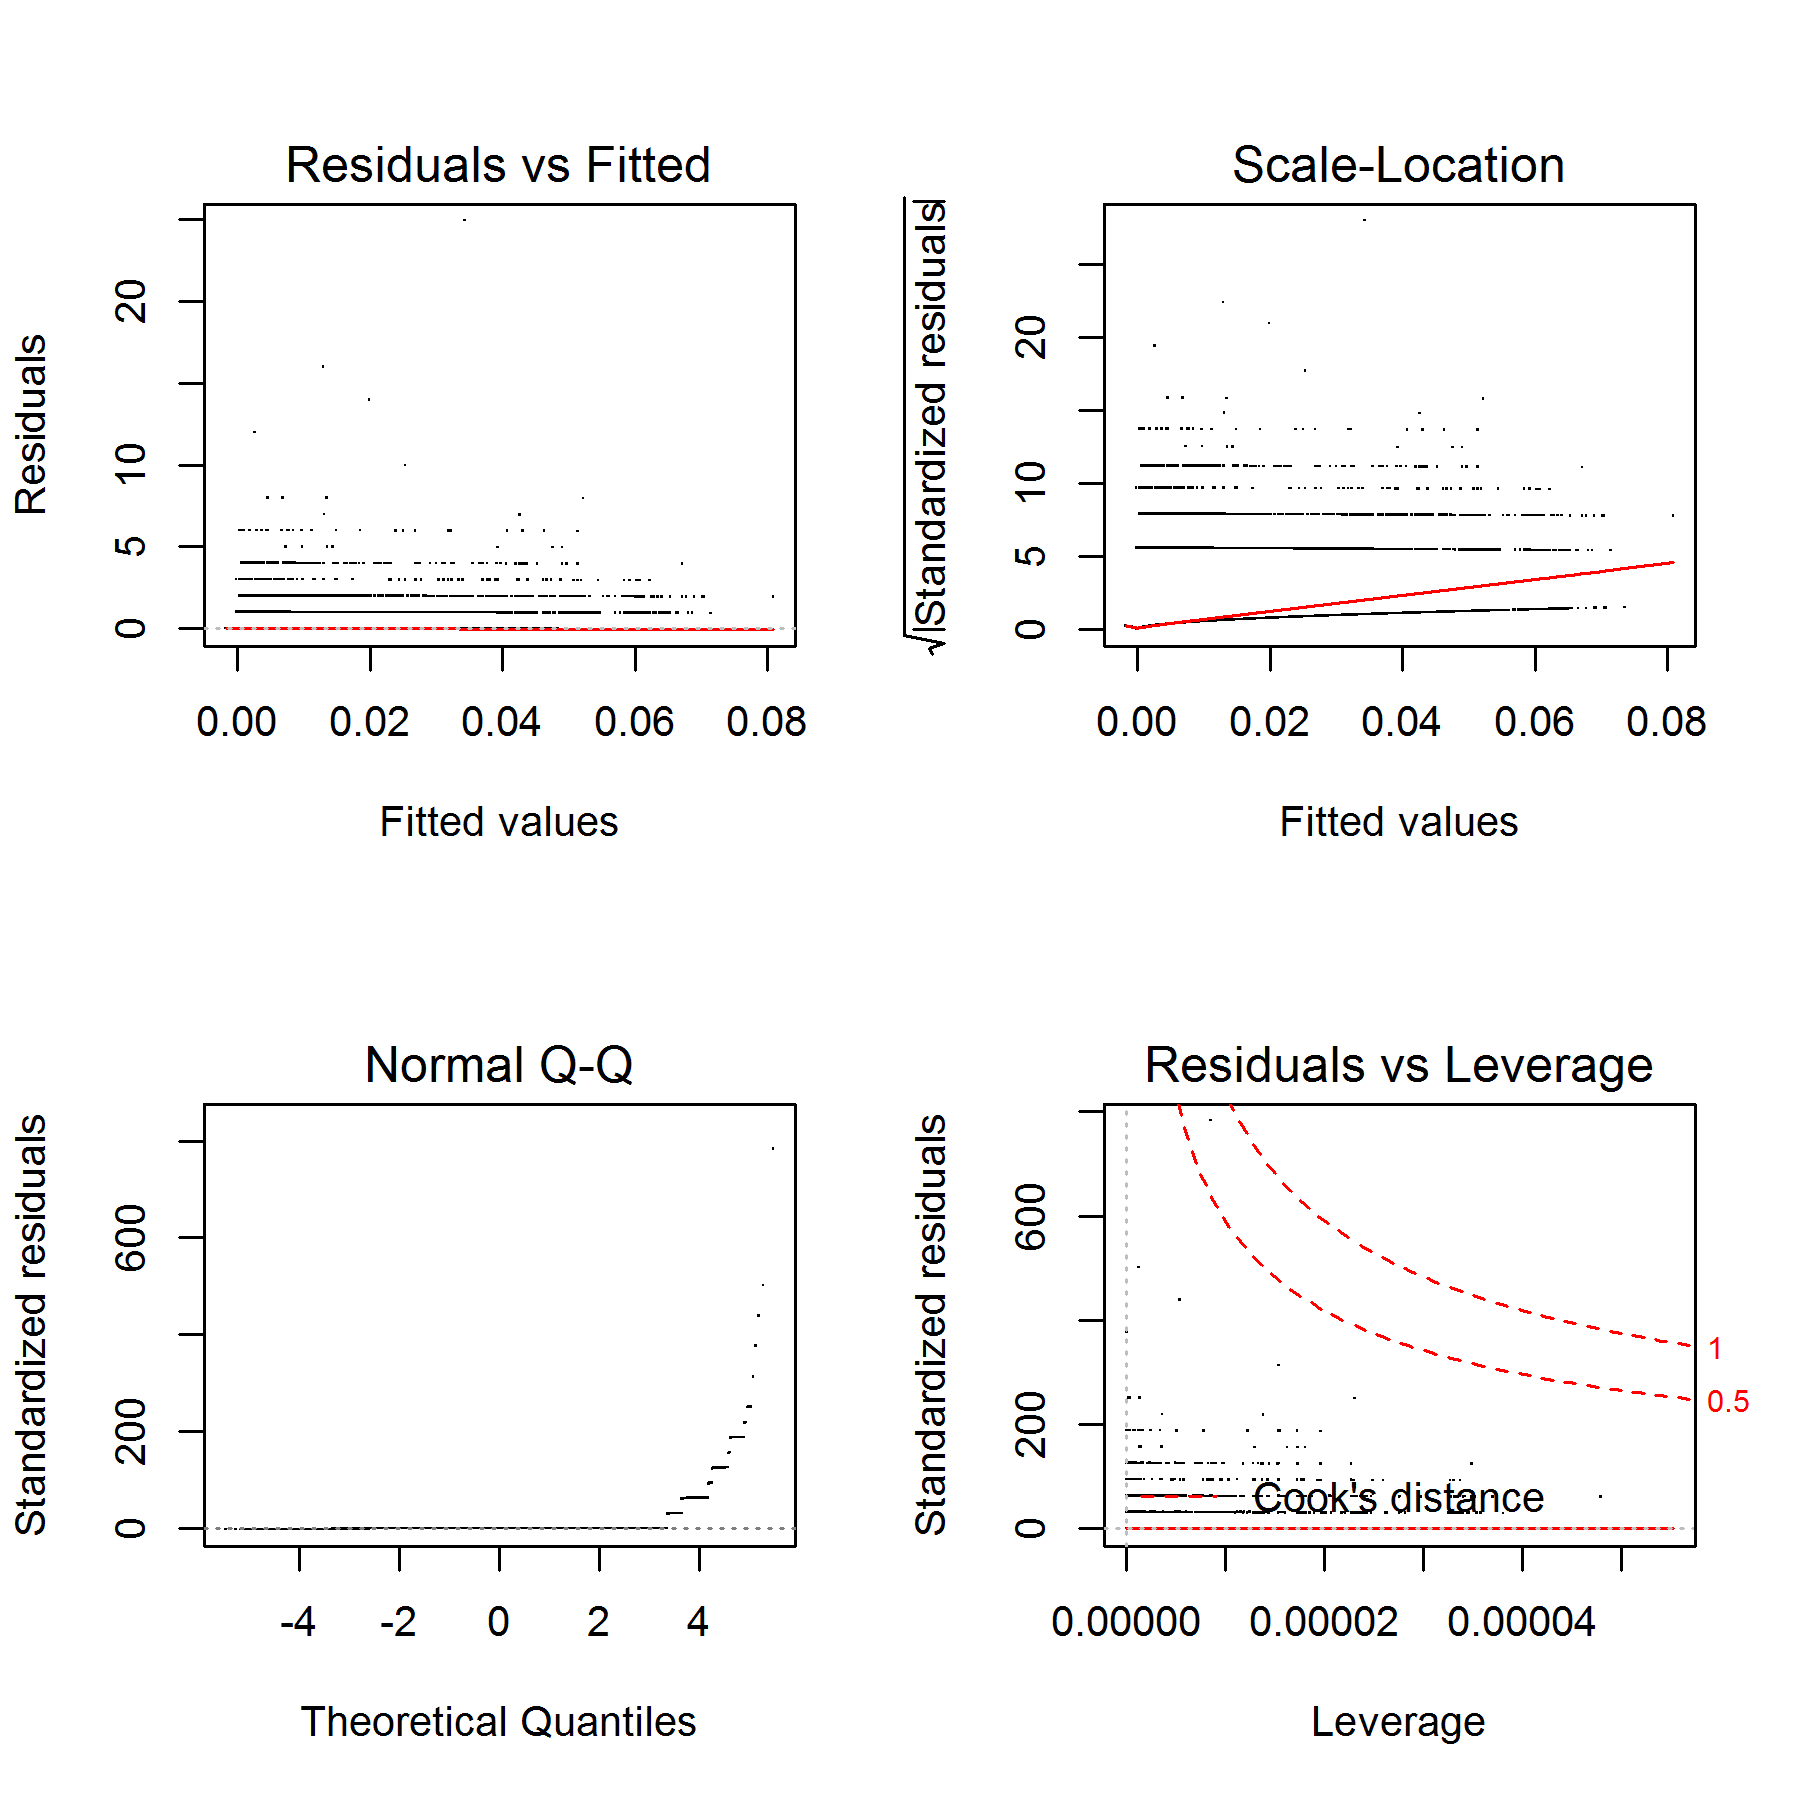 Residuals vs Fitted
Residuals
0
5
10
20
0.00
0.02
0.04
0.06
0.08
Fitted values
Scale-Location
√|Standardized residuals|
0
5
10
20
0.00
0.02
0.04
0.06
0.08
Fitted values
Normal Q-Q
Standardized residuals
0
200
600
-4
-2
0
2
4
Theoretical Quantiles
Residuals vs Leverage
Standardized residuals
0
200
600
1
0.5
Cook's distance
0.00000
0.00002
0.00004
Leverage